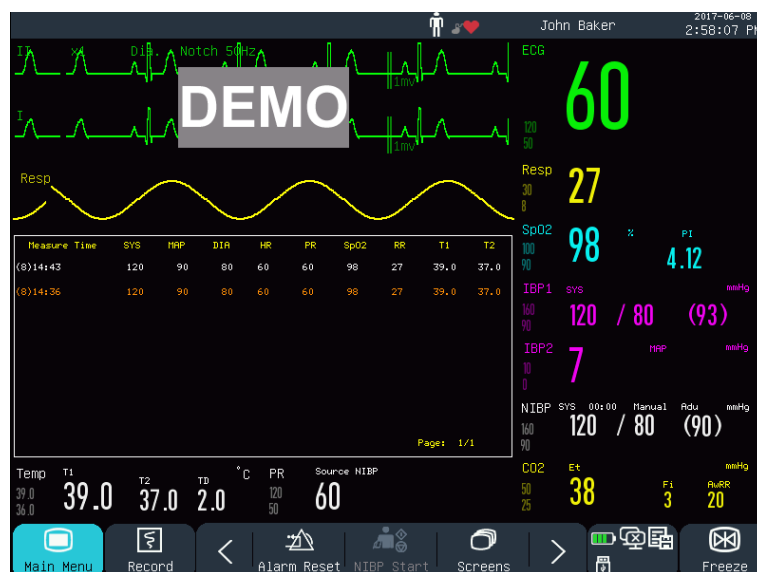 John Baker
2017-06-08
2:58:07 PM
II x1 Dia. Notch 50Hz
1mv
DEMO
I
1mv
Resp
Measure Time SYS MAP DIA HR PR SpO2 RR T1 T2
(8)14:43 120 90 80 60 60 98 27 39.0 37.0
(8)14:36 120 90 80 60 60 98 27 39.0 37.0
Page: 1/1
ECG
120
50
60
Resp
30
8
27
SpO2 % PI
100
90
98 4.12
IBP1 SYS mmHg
160
90
120 / 80 (93)
IBP2 MAP mmHg
10
0
7
NIBP SYS 00:00 Manual Adu mmHg
160
90
120 / 80 (90)
CO2 Et mmHg
50
25
38
Fi
3
AwRR
20
Temp T1 T2 TD °C
39.0
36.0
39.0 37.0 2.0
PR Source NIBP
120
50
60
Main Menu
Record
<
Alarm Reset
NIBP Start
Screens
>
Freeze